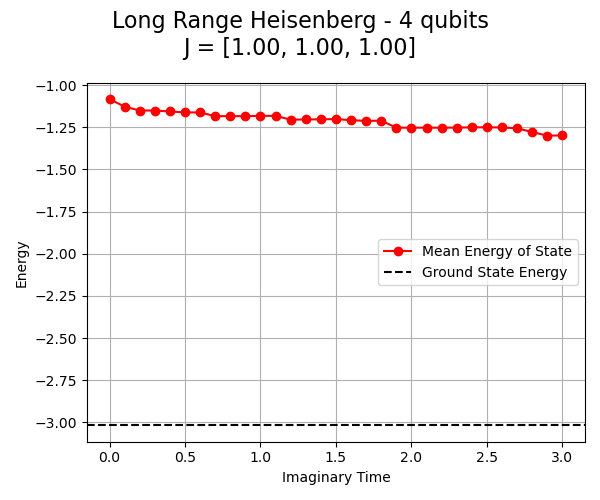 Long Range Heisenberg - 4 qubits
J = [1.00, 1.00, 1.00]
−1.00
−1.25
−1.50
−1.75
−2.00
−2.25
−2.50
−2.75
−3.00
Energy
Mean Energy of State
Ground State Energy
0.0 0.5 1.0 1.5 2.0 2.5 3.0
Imaginary Time